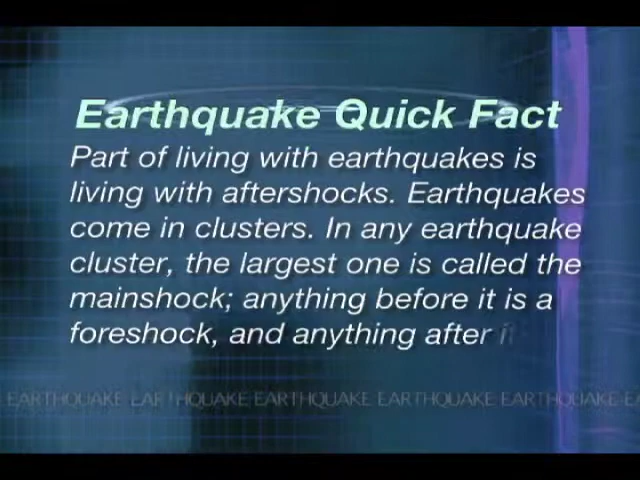 Earthquake Quick Fact
Part of living with earthquakes is
living with aftershocks. Earthquakes
come in clusters. In any earthquake
cluster, the largest one is called the
mainshock; anything before it is a
foreshock, and anything after
EARTHQUAKE EARTHQUAKE EARTHQUAKE EARTHQUAKE EARTHQUAKE EA